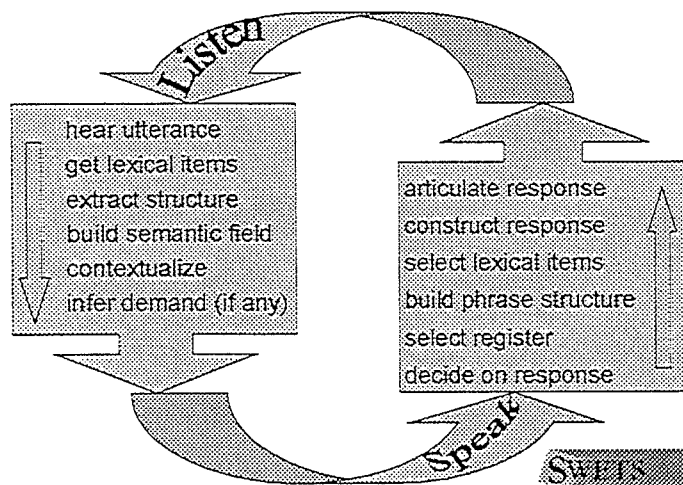 Listen
hear utterance
get lexical items
extract structure
build semantic field
contextualize
infer demand (if any)
articulate response
construct response
select lexical items
build phrase structure
select register
decide on response
Speak
SWETS